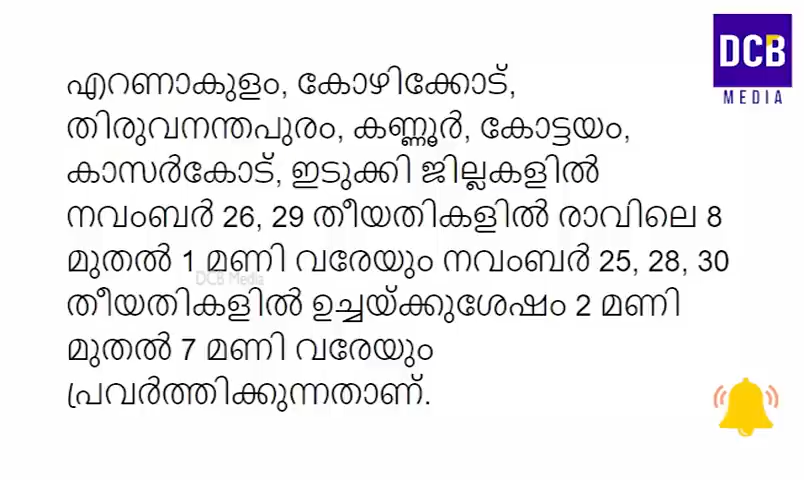 DCB
MEDIA
എറണാകുളം, കോഴിക്കോട്,
തിരുവനന്തപുരം, കണ്ണൂർ, കോട്ടയം,
കാസർകോട്, ഇടുക്കി ജില്ലകളിൽ
നവംബർ 26, 29 തീയതികളിൽ രാവിലെ 8
മുതൽ 1 മണി വരേയും നവംബർ 25, 28, 30
DCB Media
തീയതികളിൽ ഉച്ചയ്ക്കുശേഷം 2 മണി
മുതൽ 7 മണി വരേയും
പ്രവർത്തിക്കുന്നതാണ്.